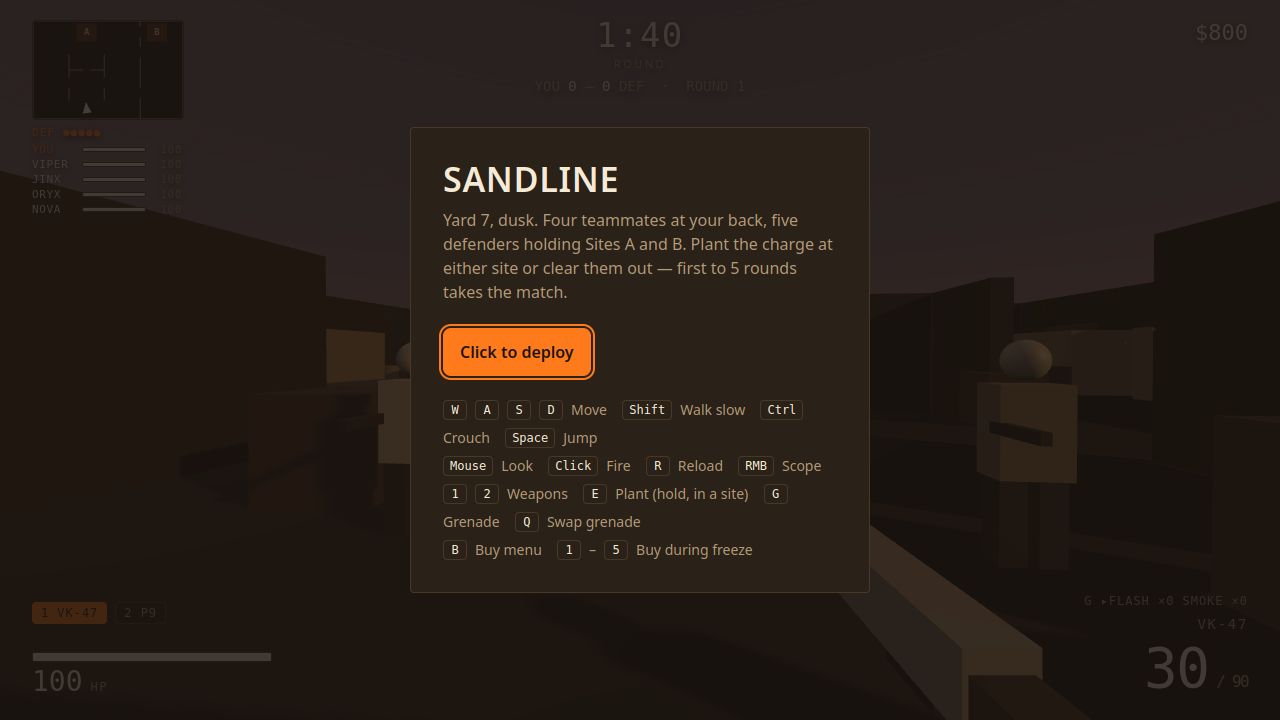 A
B
1:40
ROUND
YOU 0 — 0 DEF · ROUND 1
$800
DEF ●●●●●
YOU 100
VIPER 100
JINX 100
ORYX 100
NOVA 100
SANDLINE
Yard 7, dusk. Four teammates at your back, five
defenders holding Sites A and B. Plant the charge at
either site or clear them out — first to 5 rounds
takes the match.
Click to deploy
W A S D Move Shift Walk slow Ctrl
Crouch Space Jump
Mouse Look Click Fire R Reload RMB Scope
1 2 Weapons E Plant (hold, in a site) G
Grenade Q Swap grenade
B Buy menu 1 – 5 Buy during freeze
1 VK-47 2 P9
100 HP
G ▸FLASH ×0 SMOKE ×0
VK-47
30 / 90